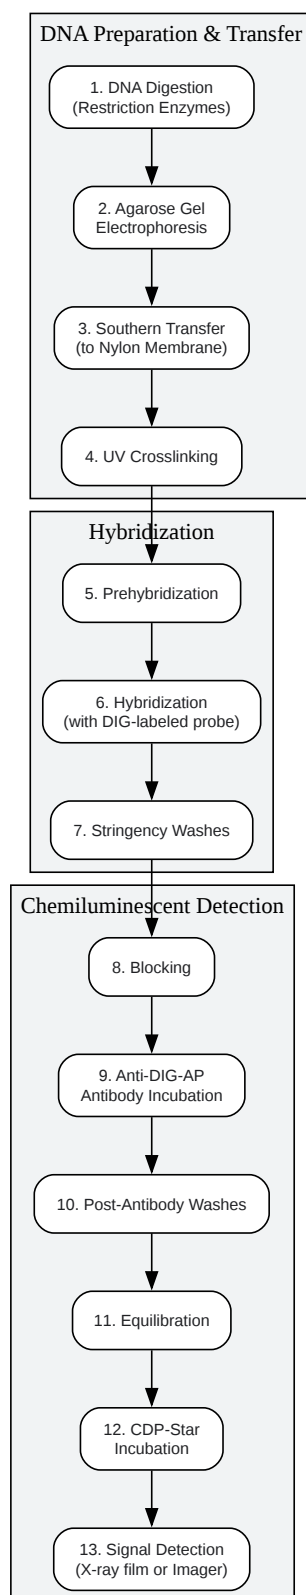 DNA Preparation & Transfer
1. DNA Digestion
(Restriction Enzymes)
2. Agarose Gel
Electrophoresis
3. Southern Transfer
(to Nylon Membrane)
4. UV Crosslinking
Hybridization
5. Prehybridization
6. Hybridization
(with DIG-labeled probe)
7. Stringency Washes
Chemiluminescent Detection
8. Blocking
9. Anti-DIG-AP
Antibody Incubation
10. Post-Antibody Washes
11. Equilibration
12. CDP-Star
Incubation
13. Signal Detection
(X-ray film or Imager)